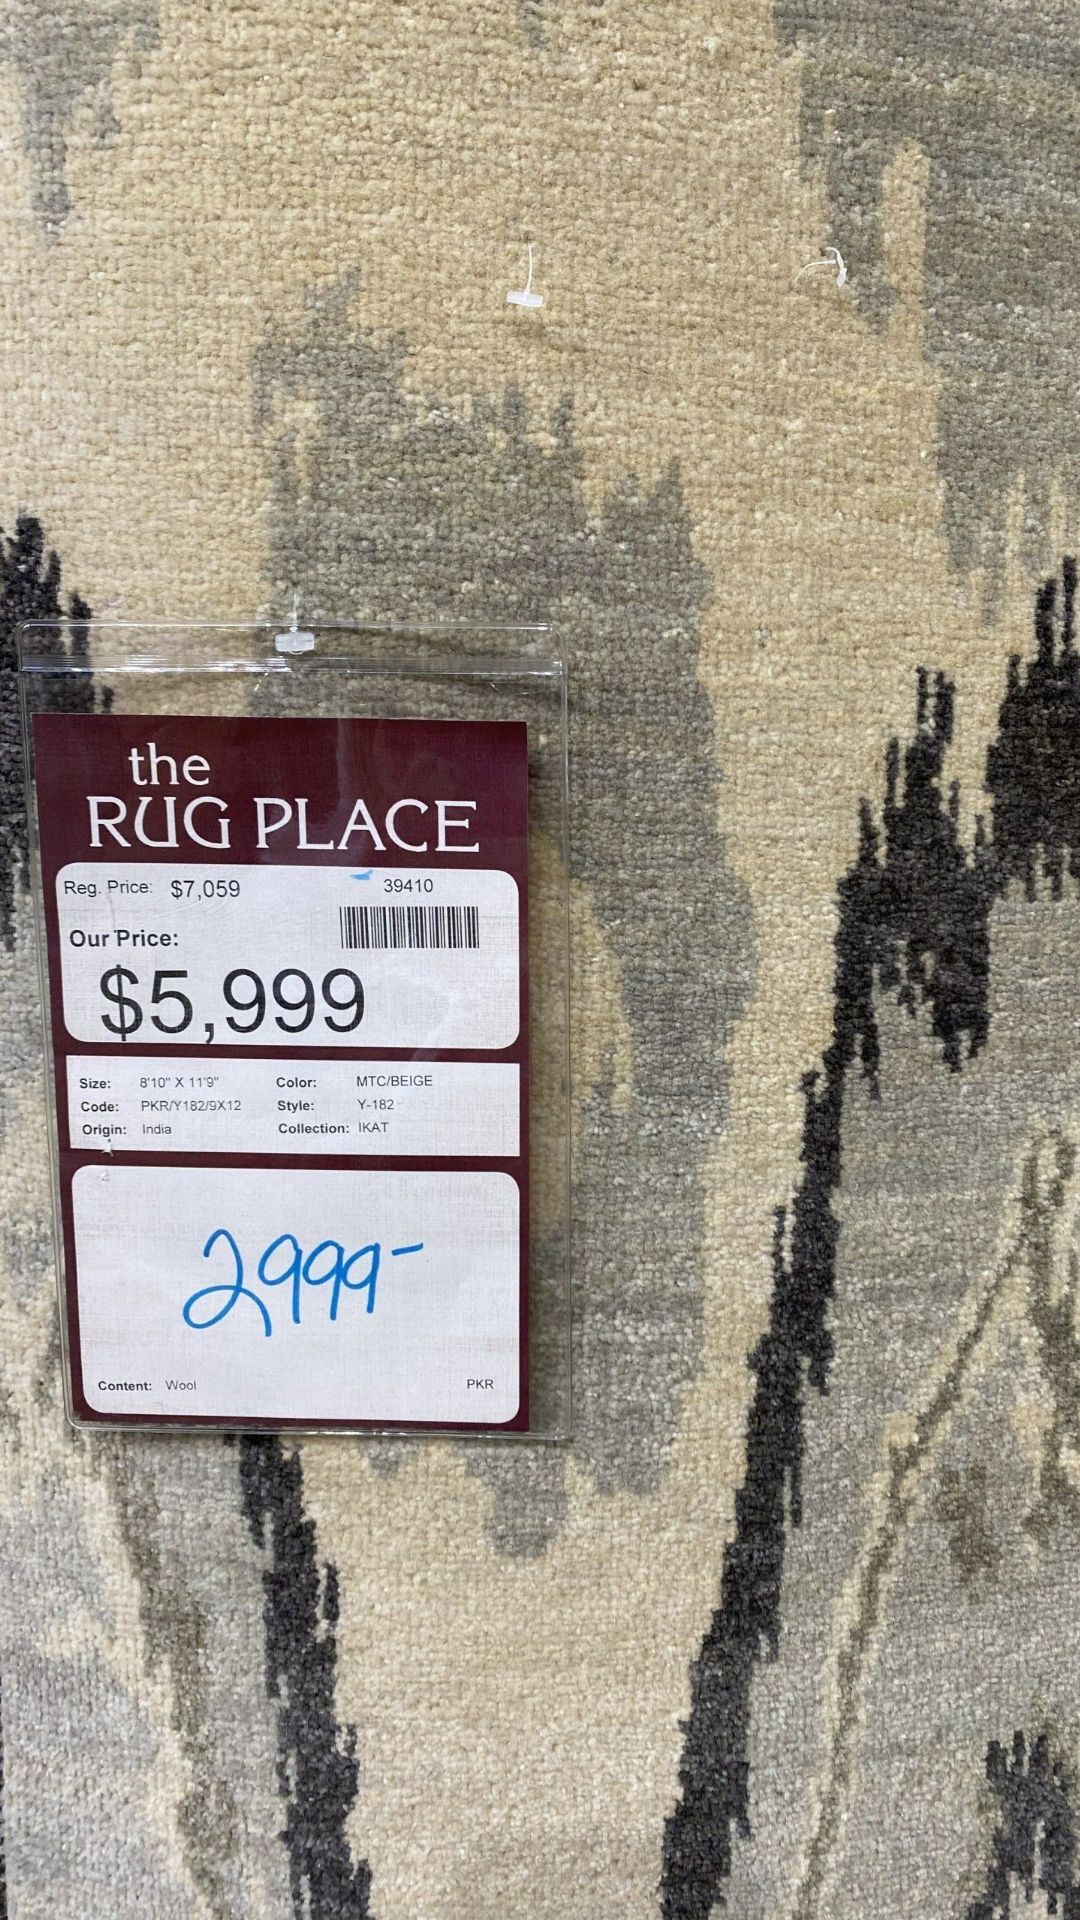 the
RUG PLACE
Reg. Price: $7,059 39410
Our Price:
$5,999
Size: 8'10" X 11'9" Color: MTC/BEIGE
Code: PKR/Y182/9X12 Style: Y-182
Origin: India Collection: IKAT
2999-
Content: Wool PKR